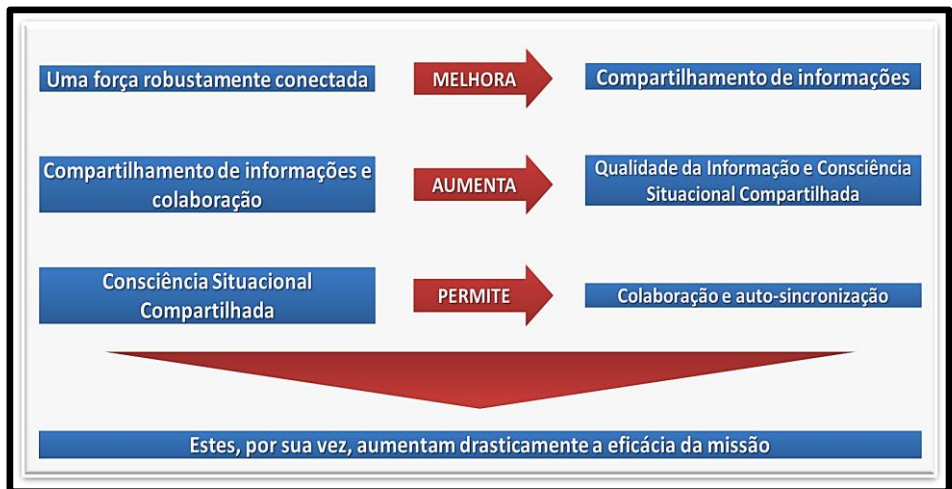 Uma força robustamente conectada
MELHORA
Compartilhamento de informações
Compartilhamento de informações e
colaboração
AUMENTA
Qualidade da Informação e Consciência
Situacional Compartilhada
Consciência Situacional
Compartilhada
PERMITE
Colaboração e auto-sincronização
Estes, por sua vez, aumentam drasticamente a eficácia da missão